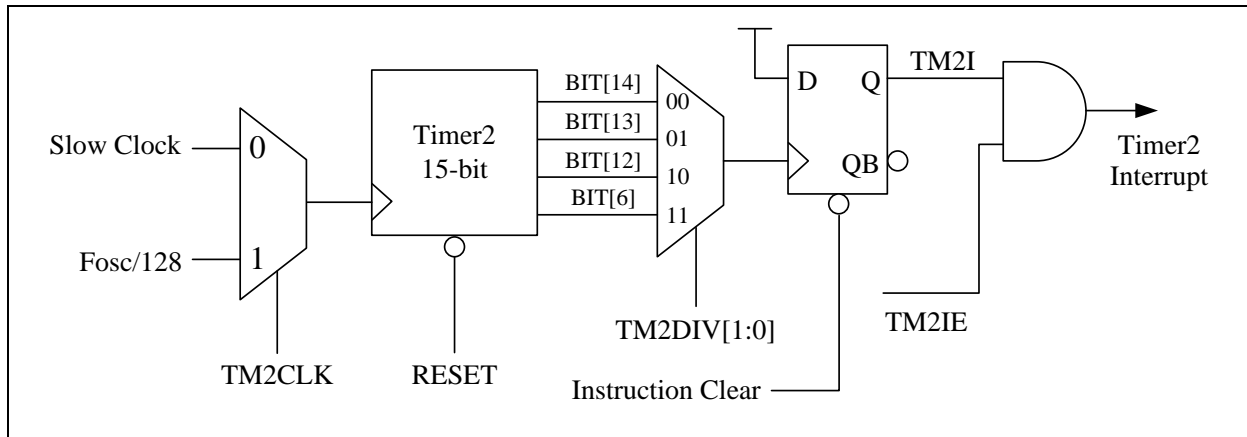 Slow Clock
0
Fosc/128
1
TM2CLK
Timer2
15-bit
RESET
BIT[14]
BIT[13]
BIT[12]
BIT[6]
00
01
10
11
TM2DIV[1:0]
Instruction Clear
D
Q
QB
TM2I
TM2IE
Timer2
Interrupt